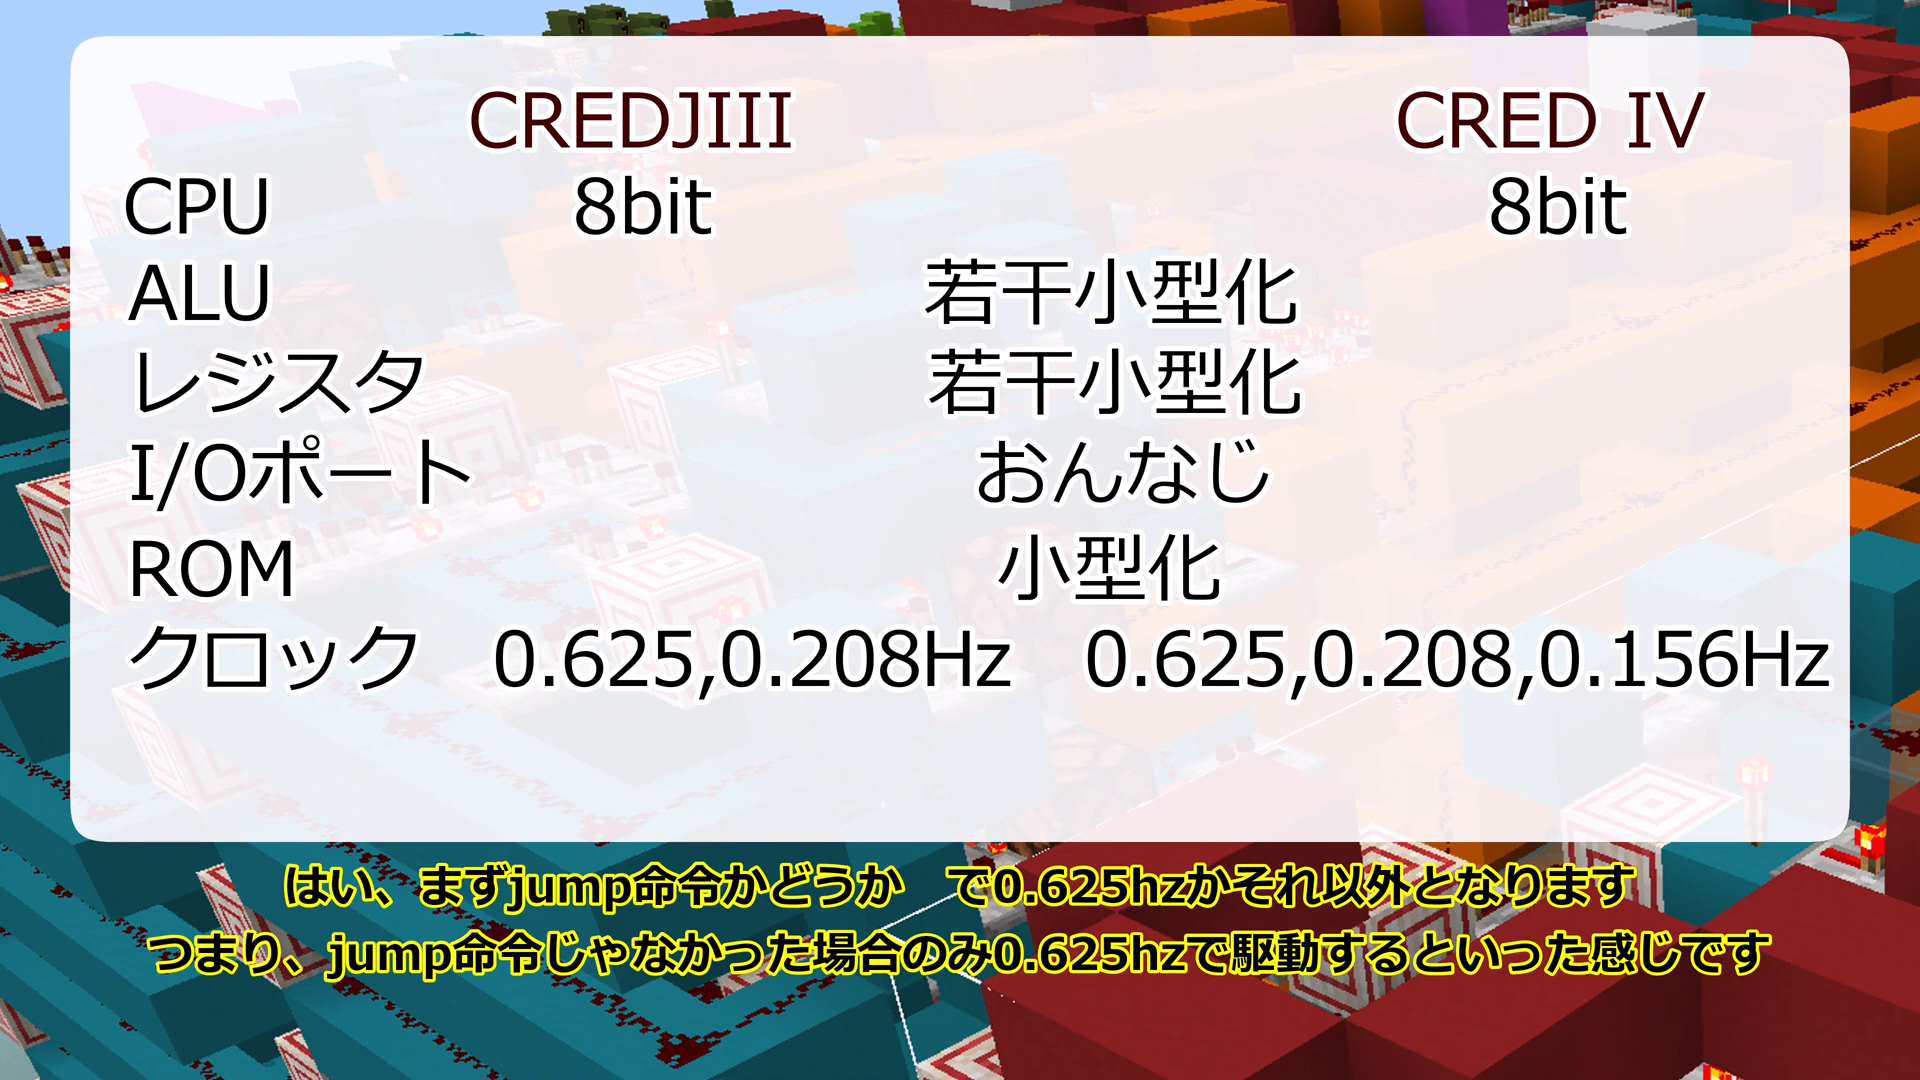 CREDJIII CRED IV
CPU 8bit 8bit
ALU 若干小型化
レジスタ 若干小型化
I/Oポート おんなじ
ROM 小型化
クロック 0.625,0.208Hz 0.625,0.208,0.156Hz
はい、まずjump命令かどうか　で0.625hzかそれ以外となります
つまり、jump命令じゃなかった場合のみ0.625hzで駆動するといった感じです